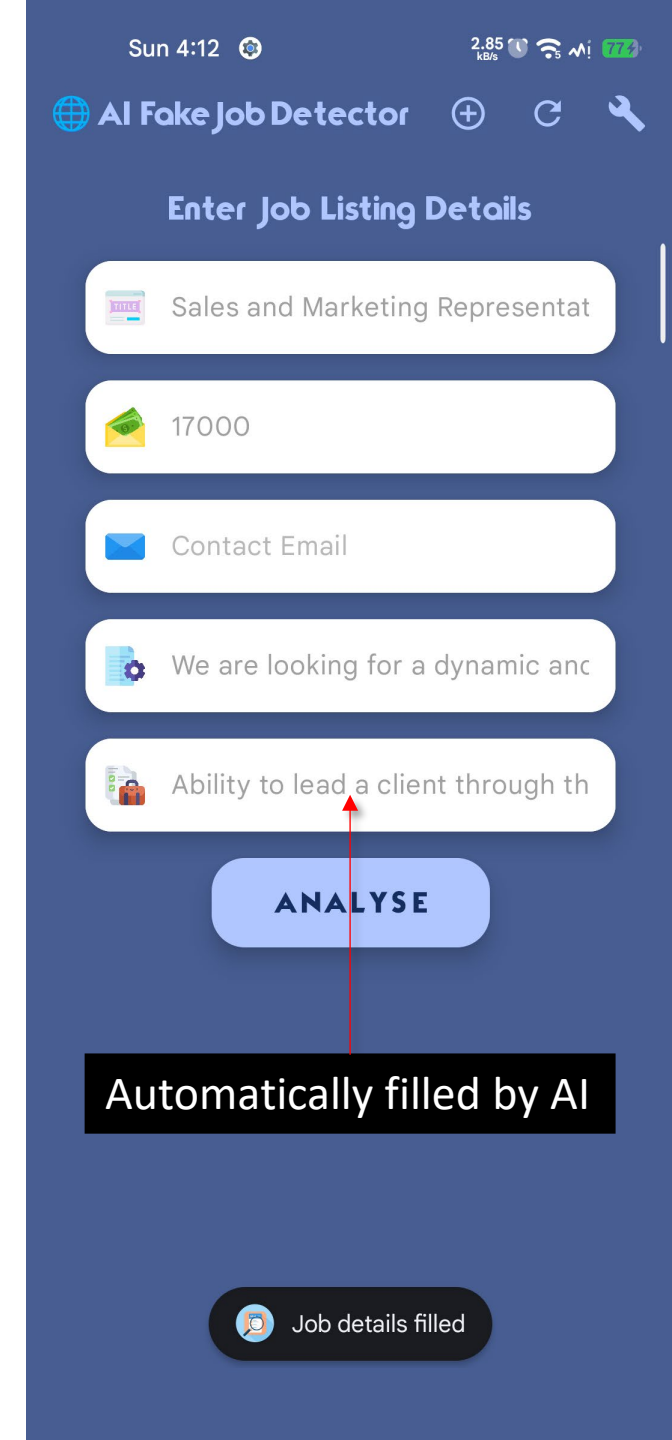 Sun 4:12
2.85 kB/s 5 77
AI Fake Job Detector
Enter Job Listing Details
TITLE
Sales and Marketing Representat
17000
Contact Email
We are looking for a dynamic and
Ability to lead a client through th
ANALYSE
Automatically filled by AI
Job details filled